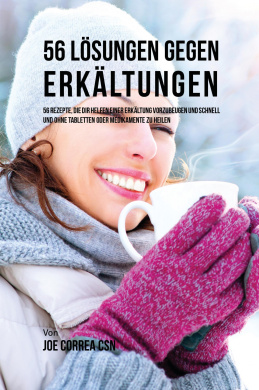 56 LÖSUNGEN GEGEN
ERKÄLTUNGEN
56 REZEPTE, DIE DIR HELFEN EINER ERKÄLTUNG VORZUBEUGEN UND SCHNELL
UND OHNE TABLETTEN ODER MEDIKAMENTE ZU HEILEN
Von
JOE CORREA CSN